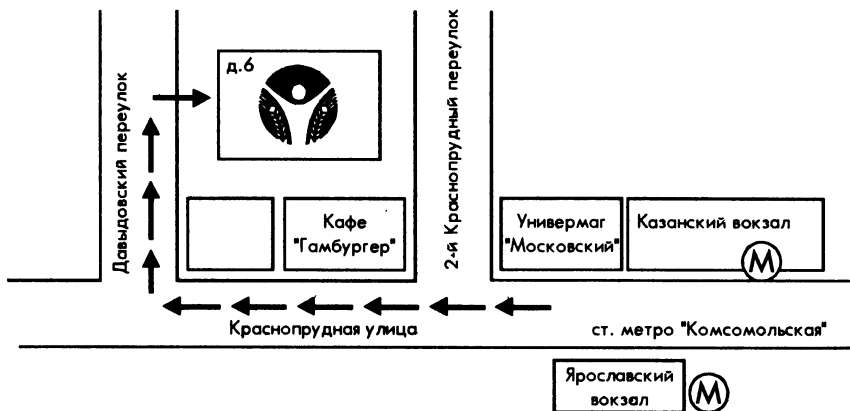 д.6
Давыдовский переулок
2-й Краснопрудный переулок
Кафе
"Гамбургер"
Универмаг
"Московский"
Казанский вокзал
М
Краснопрудная улица
ст. метро "Комсомольская"
Ярославский
вокзал
М